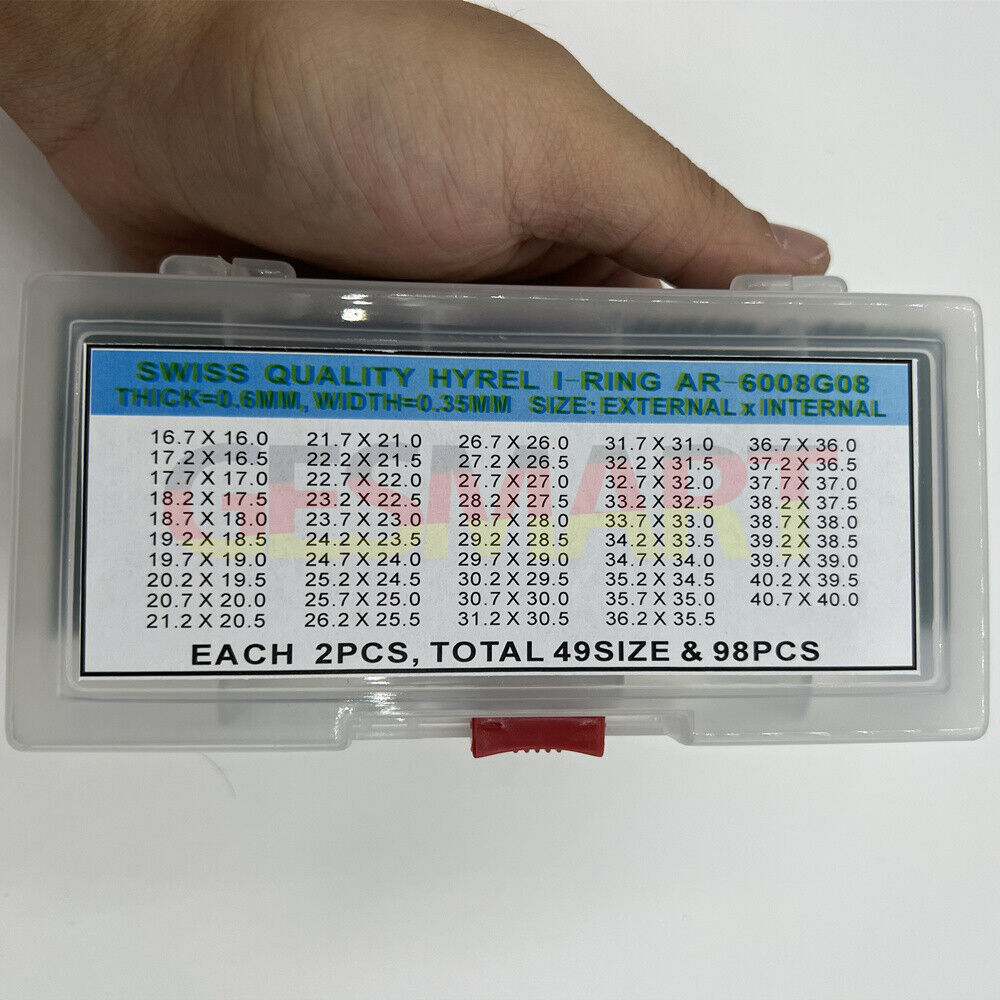 SWISS QUALITY HYREL I-RING AR-6008G08
THICK=0.6MM, WIDTH=0.35MM SIZE: EXTERNAL x INTERNAL
16.7 X 16.0 21.7 X 21.0 26.7 X 26.0 31.7 X 31.0 36.7 X 36.0
17.2 X 16.5 22.2 X 21.5 27.2 X 26.5 32.2 X 31.5 37.2 X 36.5
17.7 X 17.0 22.7 X 22.0 27.7 X 27.0 32.7 X 32.0 37.7 X 37.0
18.2 X 17.5 23.2 X 22.5 28.2 X 27.5 33.2 X 32.5 38.2 X 37.5
18.7 X 18.0 23.7 X 23.0 28.7 X 28.0 33.7 X 33.0 38.7 X 38.0
19.2 X 18.5 24.2 X 23.5 29.2 X 28.5 34.2 X 33.5 39.2 X 38.5
19.7 X 19.0 24.7 X 24.0 29.7 X 29.0 34.7 X 34.0 39.7 X 39.0
20.2 X 19.5 25.2 X 24.5 30.2 X 29.5 35.2 X 34.5 40.2 X 39.5
20.7 X 20.0 25.7 X 25.0 30.7 X 30.0 35.7 X 35.0 40.7 X 40.0
21.2 X 20.5 26.2 X 25.5 31.2 X 30.5 36.2 X 35.5
EACH 2PCS, TOTAL 49SIZE & 98PCS
GESMART